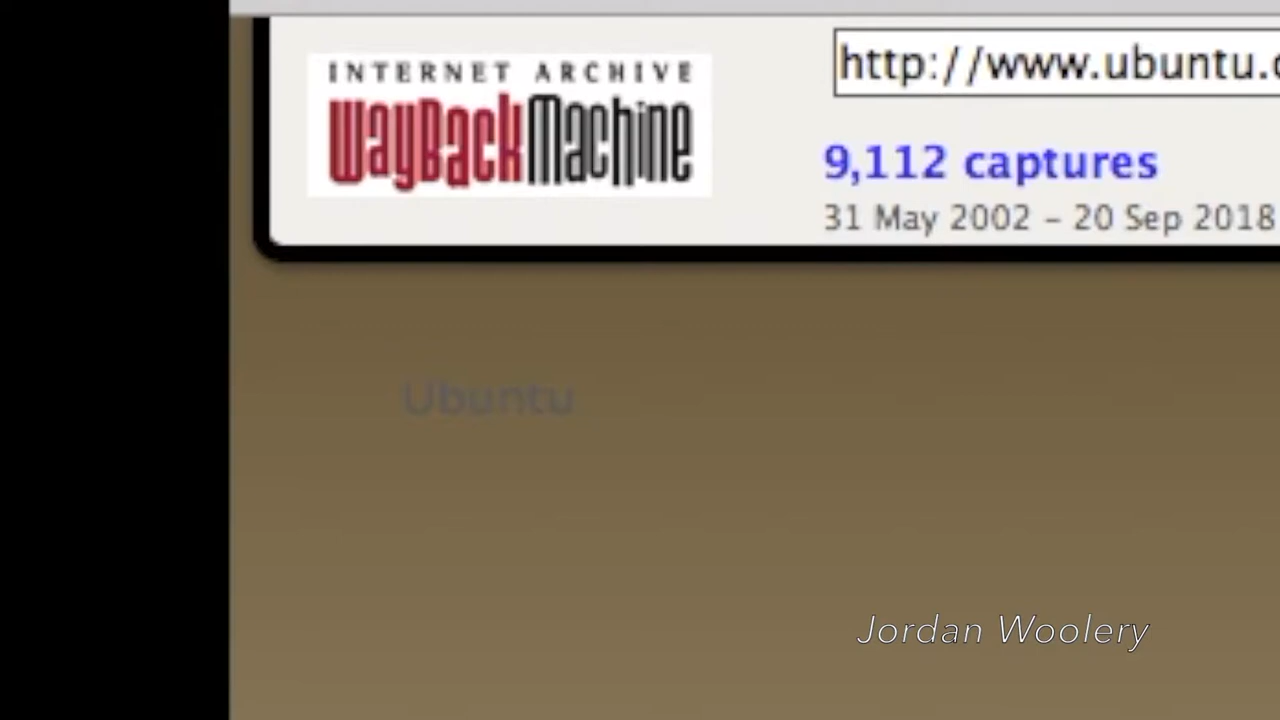 INTERNET ARCHIVE
WayBackMachine
http://www.ubuntu.
9,112 captures
31 May 2002 – 20 Sep 2018
Ubuntu
Jordan Woolery